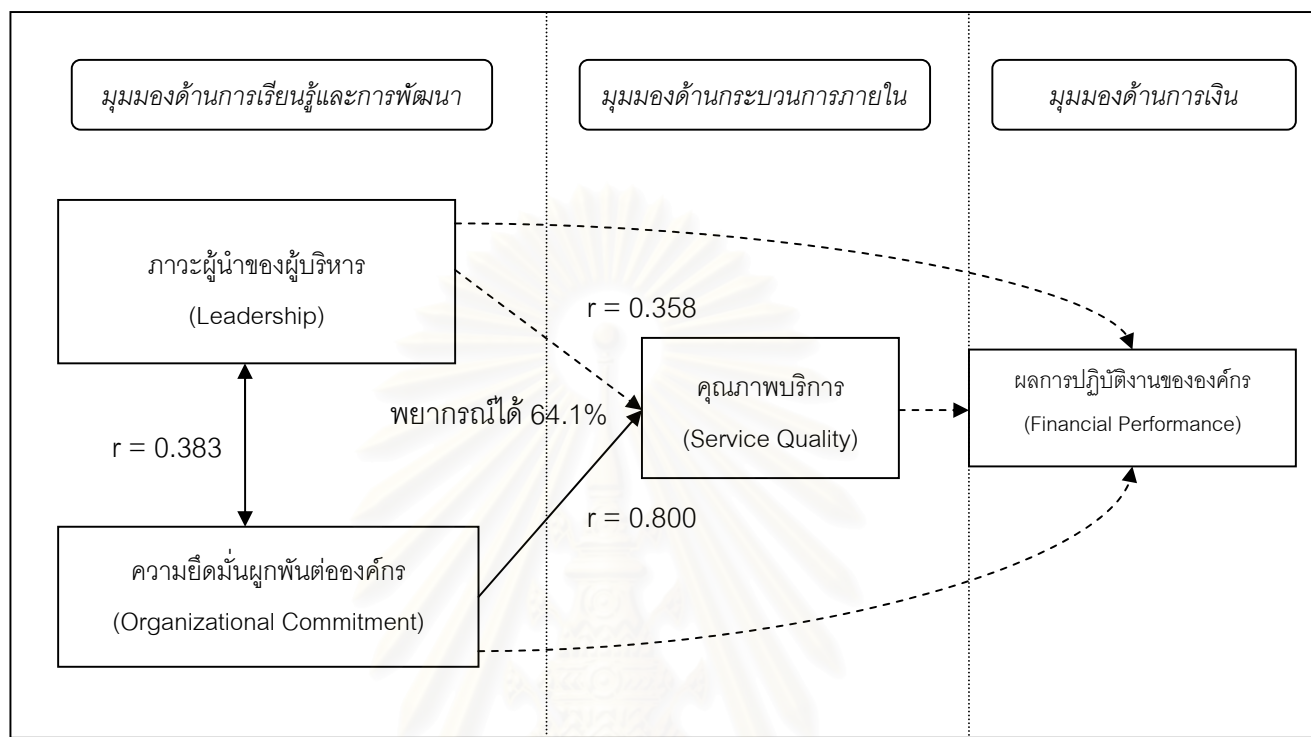 มุมมองด้านการเรียนรู้และการพัฒนา
มุมมองด้านกระบวนการภายใน
มุมมองด้านการเงิน
ภาวะผู้นำของผู้บริหาร
(Leadership)
r = 0.358
คุณภาพบริการ
(Service Quality)
ผลการปฏิบัติงานขององค์กร
(Financial Performance)
พยากรณ์ได้ 64.1%
r = 0.383
r = 0.800
ความยึดมั่นผูกพันต่อองค์กร
(Organizational Commitment)